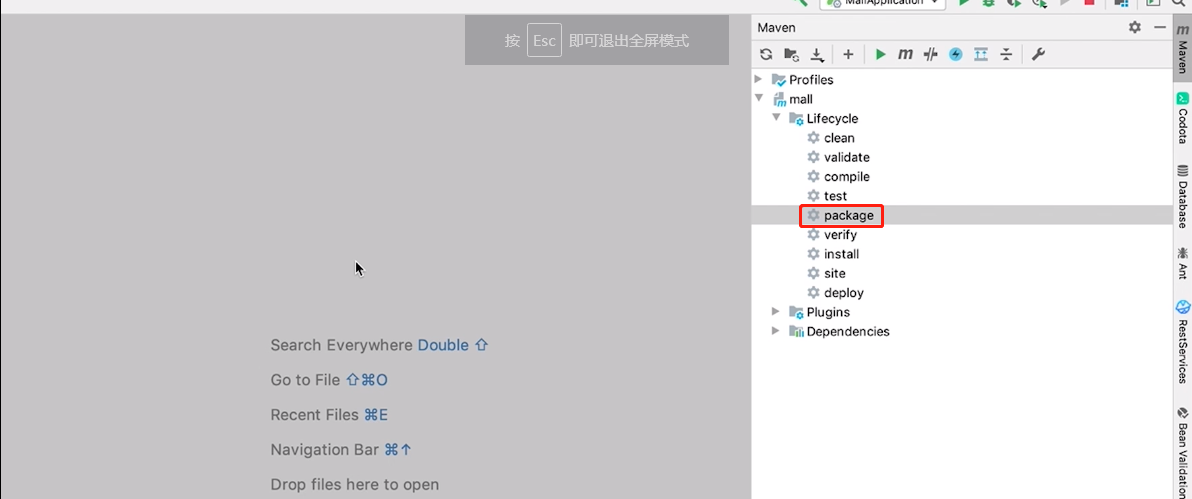 MallApplication
按 Esc 即可退出全屏模式
Search Everywhere Double ⇧
Go to File ⇧⌘O
Recent Files ⌘E
Navigation Bar ⌘↑
Drop files here to open
Maven
Profiles
mall
Lifecycle
clean
validate
compile
test
package
verify
install
site
deploy
Plugins
Dependencies
Maven
Codota
Database
Ant
RestServices
Bean Validation